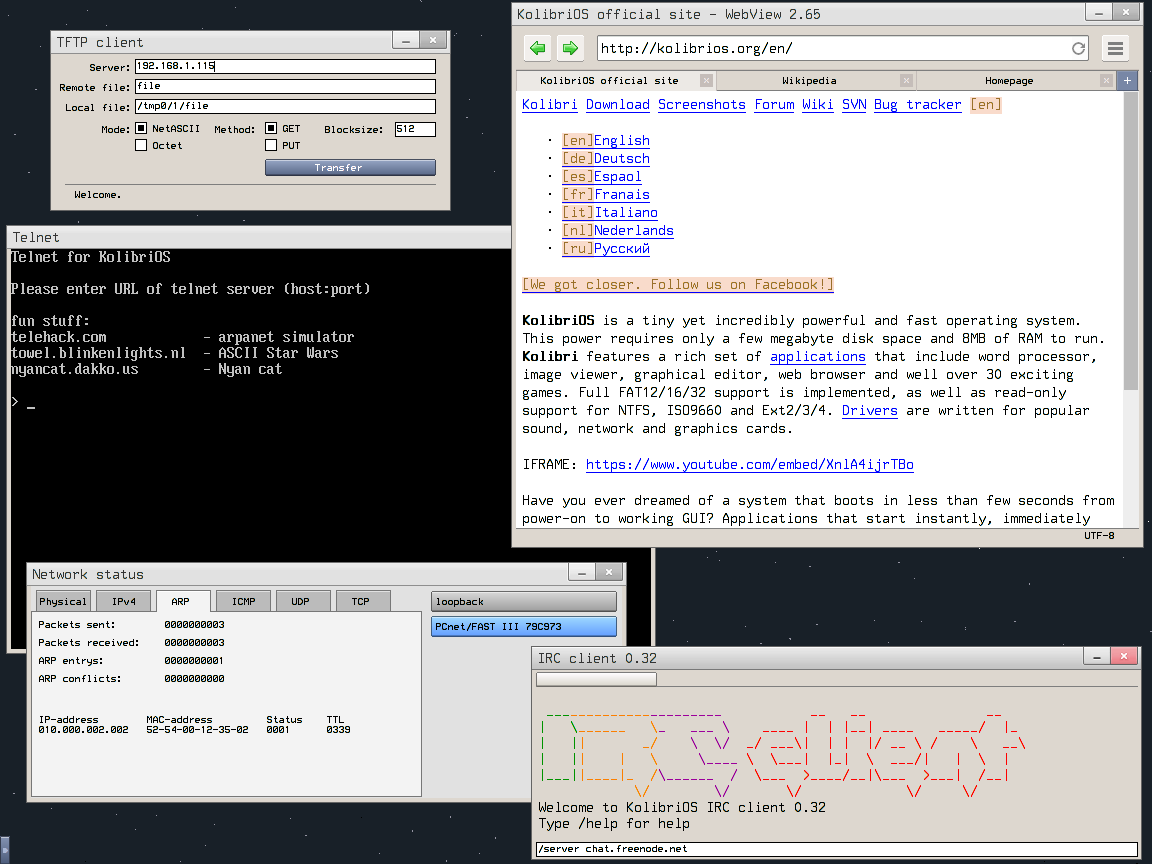 TFTP client
Server: 192.168.1.115
Remote file: file
Local file: /tmp0/1/file
Mode: NetASCII Method: GET Blocksize: 512
Octet PUT
Transfer
Welcome.
KolibriOS official site - WebView 2.65
http://kolibrios.org/en/
KolibriOS official site Wikipedia Homepage +
Kolibri Download Screenshots Forum Wiki SVN Bug tracker [en]
· [en]English
· [de]Deutsch
· [es]Espaol
· [fr]Franais
· [it]Italiano
· [nl]Nederlands
· [ru]Русский
[We got closer. Follow us on Facebook!]
KolibriOS is a tiny yet incredibly powerful and fast operating system.
This power requires only a few megabyte disk space and 8MB of RAM to run.
Kolibri features a rich set of applications that include word processor,
image viewer, graphical editor, web browser and well over 30 exciting
games. Full FAT12/16/32 support is implemented, as well as read-only
support for NTFS, ISO9660 and Ext2/3/4. Drivers are written for popular
sound, network and graphics cards.
IFRAME: https://www.youtube.com/embed/XnlA4ijrTBo
Have you ever dreamed of a system that boots in less than few seconds from
power-on to working GUI? Applications that start instantly, immediately
UTF-8
Telnet
Telnet for KolibriOS
Please enter URL of telnet server (host:port)
fun stuff:
telehack.com - arpanet simulator
towel.blinkenlights.nl - ASCII Star Wars
nyancat.dakko.us - Nyan cat
> _
Network status
Physical IPv4 ARP ICMP UDP TCP
loopback
PCnet/FAST III 79C973
Packets sent: 0000000003
Packets received: 0000000003
ARP entrys: 0000000001
ARP conflicts: 0000000000
IP-address MAC-address Status TTL
010.000.002.002 52-54-00-12-35-02 0001 0339
IRC client 0.32
Welcome to KolibriOS IRC client 0.32
Type /help for help
/server chat.freenode.net